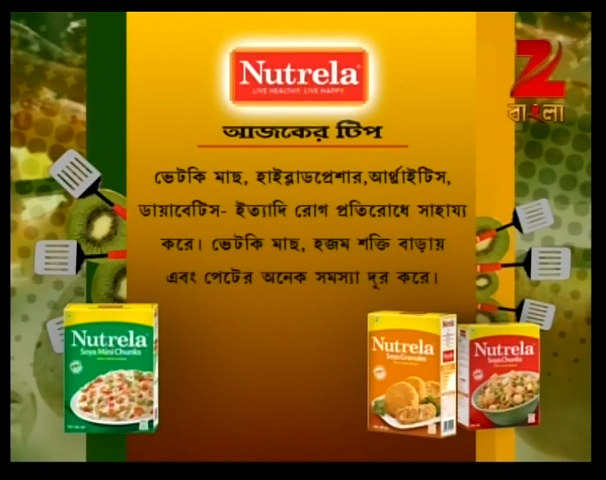 Nutrela
LIVE HEALTHY. LIVE HAPPY.
বাংলা
আজকের টিপ
ভেটকি মাছ, হাইব্লাডপ্রেশার,আর্থ্রাইটিস,
ডায়াবেটিস- ইত্যাদি রোগ প্রতিরোধে সাহায্য
করে। ভেটকি মাছ, হজম শক্তি বাড়ায়
এবং পেটের অনেক সমস্যা দূর করে।
Nutrela
Soya Mini Chunks
Nutrela
Soya Granules
Nutrela
Soya Chunks